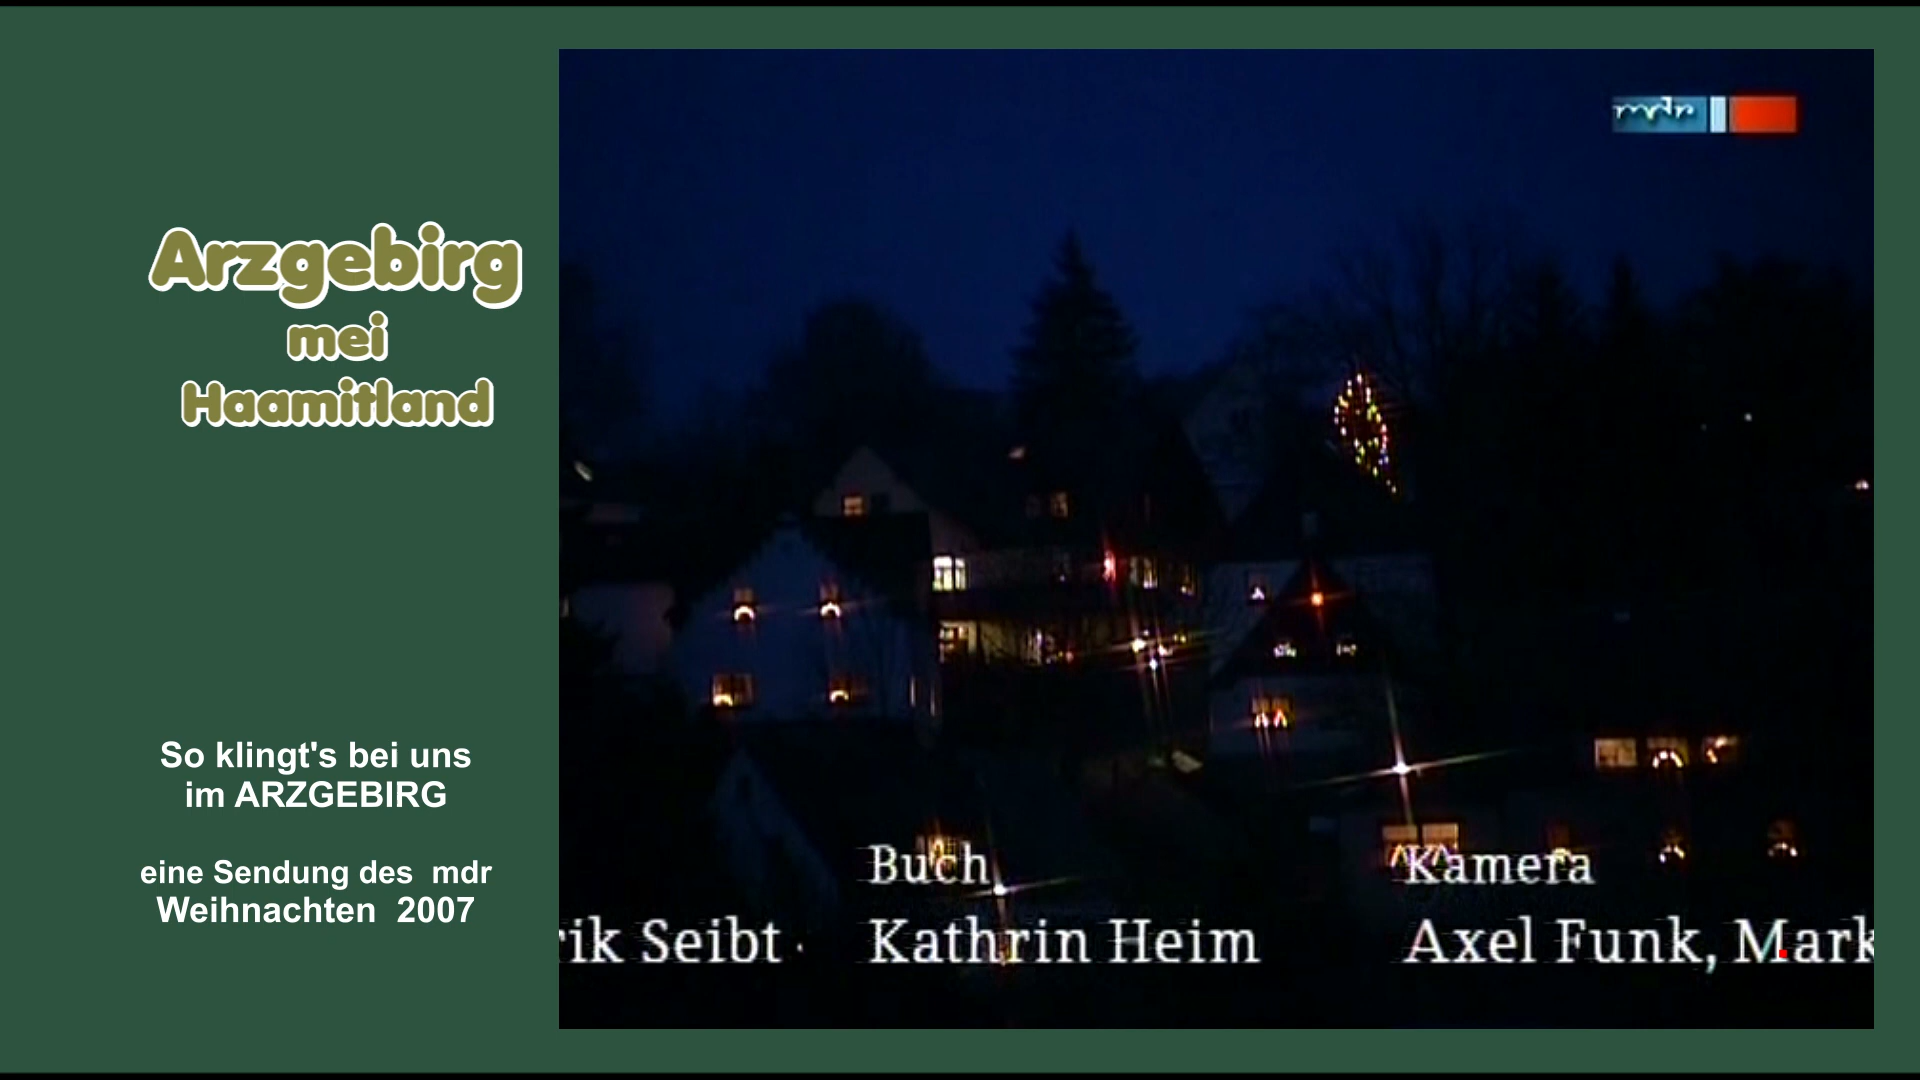 Arzgebirg
mei
Haamitland
So klingt's bei uns
im ARZGEBIRG
eine Sendung des mdr
Weihnachten 2007
mdr
Buch
Kamera
rik Seibt ·
Kathrin Heim
Axel Funk, Mark